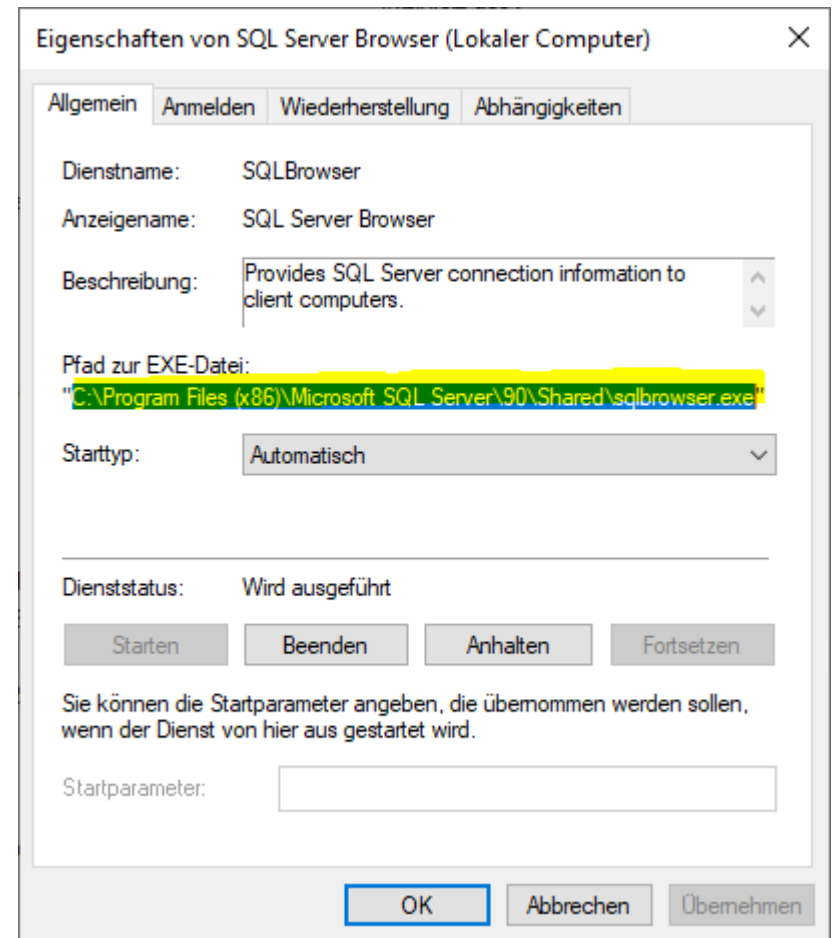 Eigenschaften von SQL Server Browser (Lokaler Computer)
Allgemein Anmelden Wiederherstellung Abhängigkeiten
Dienstname: SQLBrowser
Anzeigename: SQL Server Browser
Beschreibung: Provides SQL Server connection information to
client computers.
Pfad zur EXE-Datei:
"C:\Program Files (x86)\Microsoft SQL Server\90\Shared\sqlbrowser.exe"
Starttyp: Automatisch
Dienststatus: Wird ausgeführt
Starten Beenden Anhalten Fortsetzen
Sie können die Startparameter angeben, die übernommen werden sollen,
wenn der Dienst von hier aus gestartet wird.
Startparameter:
OK Abbrechen Übernehmen